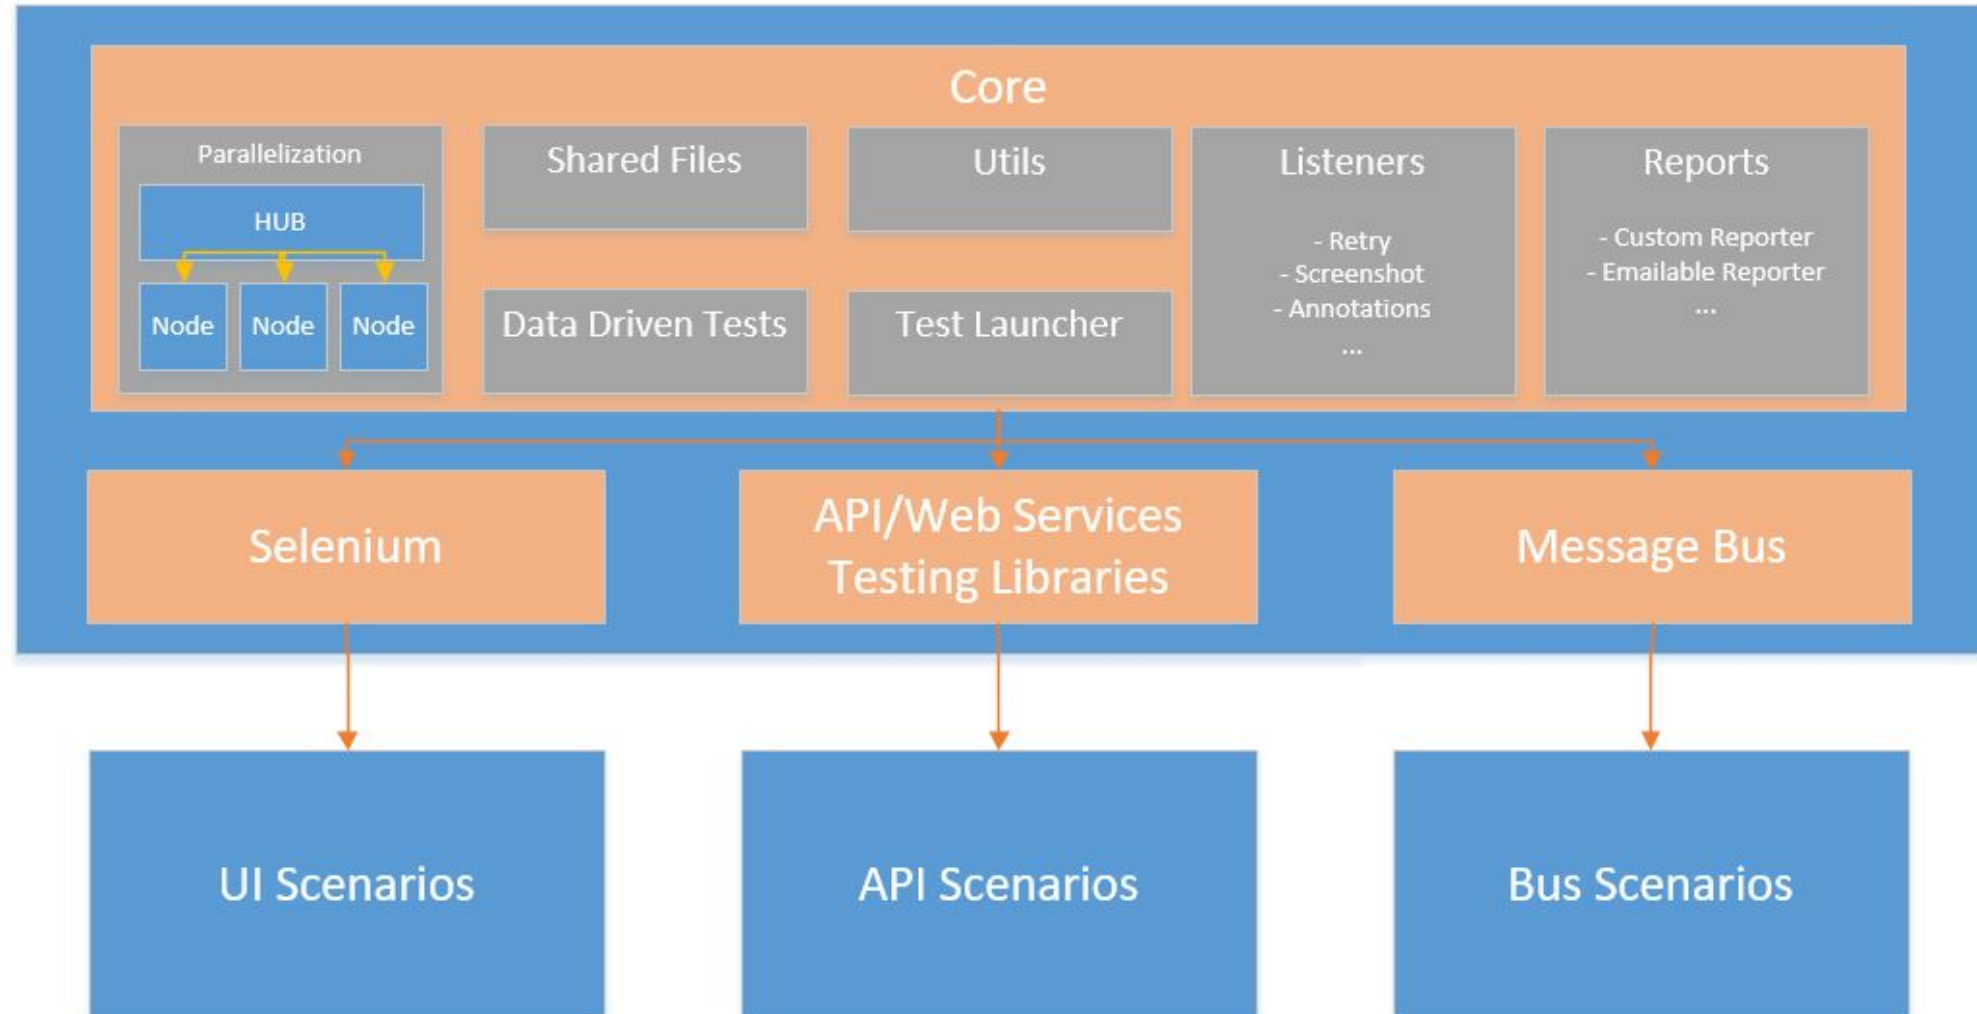 Core
Parallelization
HUB
Node
Node
Node
Shared Files
Data Driven Tests
Utils
Test Launcher
Listeners
- Retry
- Screenshot
- Annotations
...
Reports
- Custom Reporter
- Emailable Reporter
...
Selenium
API/Web Services
Testing Libraries
Message Bus
UI Scenarios
API Scenarios
Bus Scenarios